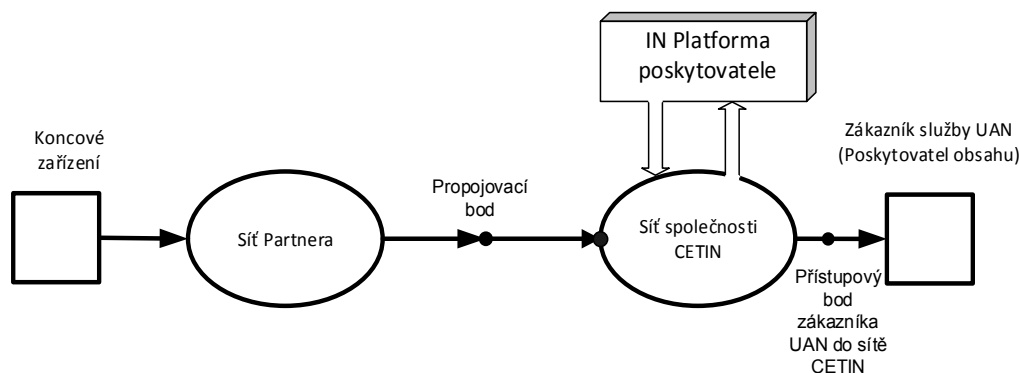 IN Platforma
poskytovatele
Koncové
zařízení
Zákazník služby UAN
(Poskytovatel obsahu)
Propojovací
bod
Síť Partnera
Síť společnosti
CETIN
Přístupový
bod
zákazníka
UAN do sítě
CETIN